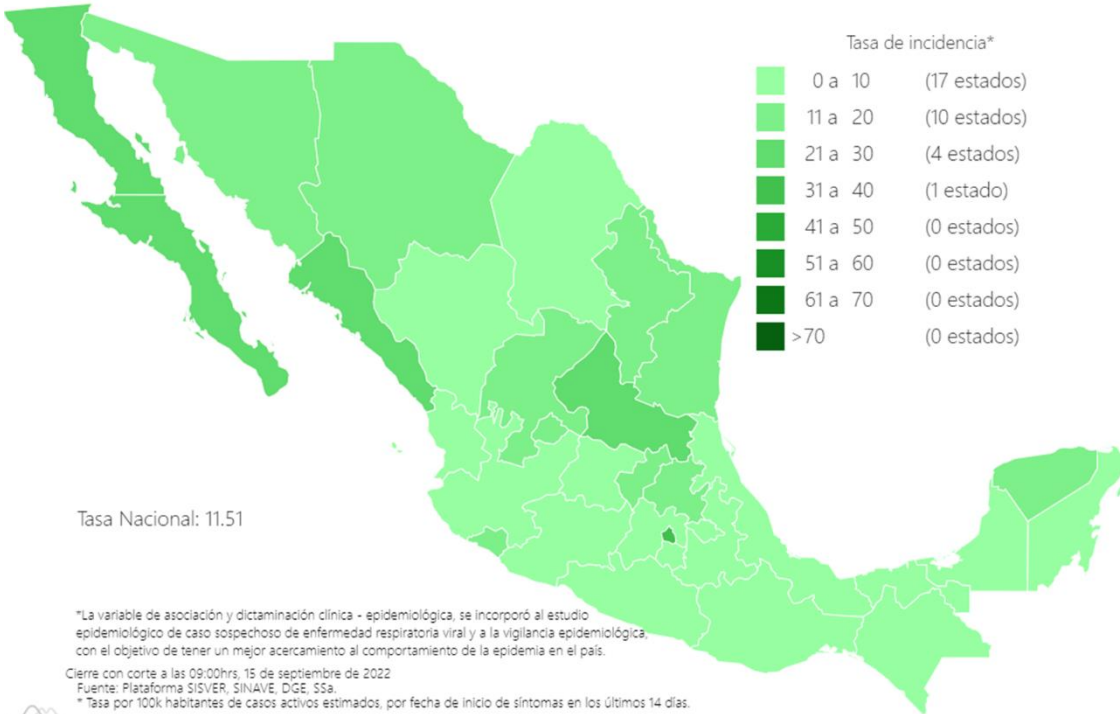 Tasa de incidencia*
0 a 10 (17 estados)
11 a 20 (10 estados)
21 a 30 (4 estados)
31 a 40 (1 estado)
41 a 50 (0 estados)
51 a 60 (0 estados)
61 a 70 (0 estados)
>70 (0 estados)
Tasa Nacional: 11.51
*La variable de asociación y dictaminación clínica - epidemiológica, se incorporó al estudio
epidemiológico de caso sospechoso de enfermedad respiratoria viral y a la vigilancia epidemiológica,
con el objetivo de tener un mejor acercamiento al comportamiento de la epidemia en el país.
Cierre con corte a las 09:00hrs, 15 de septiembre de 2022
Fuente: Plataforma SISVER, SINAVE, DGE, SSa.
* Tasa por 100k habitantes de casos activos estimados, por fecha de inicio de síntomas en los últimos 14 días.